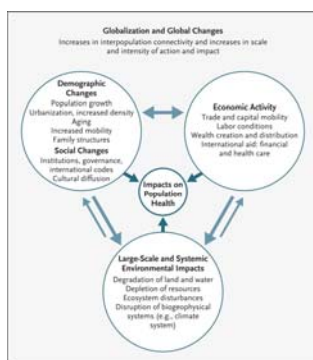 Globalization and Global Changes
Increases in interpopulation connectivity and increases in scale
and intensity of action and impact
Demographic
Changes
Population growth
Urbanization, increased density
Aging
Increased mobility
Family structures
Social Changes
Institutions, governance,
international codes
Cultural diffusion
Economic Activity
Trade and capital mobility
Labor conditions
Wealth creation and distribution
International aid: financial
and health care
Impacts on
Population
Health
Large-Scale and Systemic
Environmental Impacts
Degradation of land and water
Depletion of resources
Ecosystem disturbances
Disruption of biogeophysical
systems (e.g., climate
system)